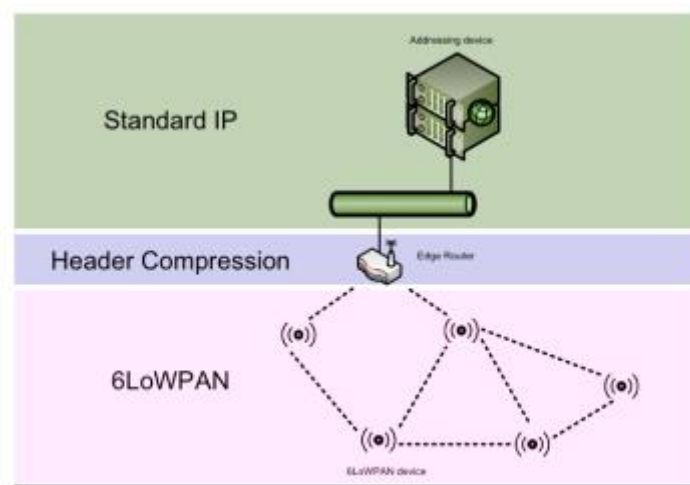 Addressing device
Standard IP
Header Compression
Edge Router
6LoWPAN
6LoWPAN device